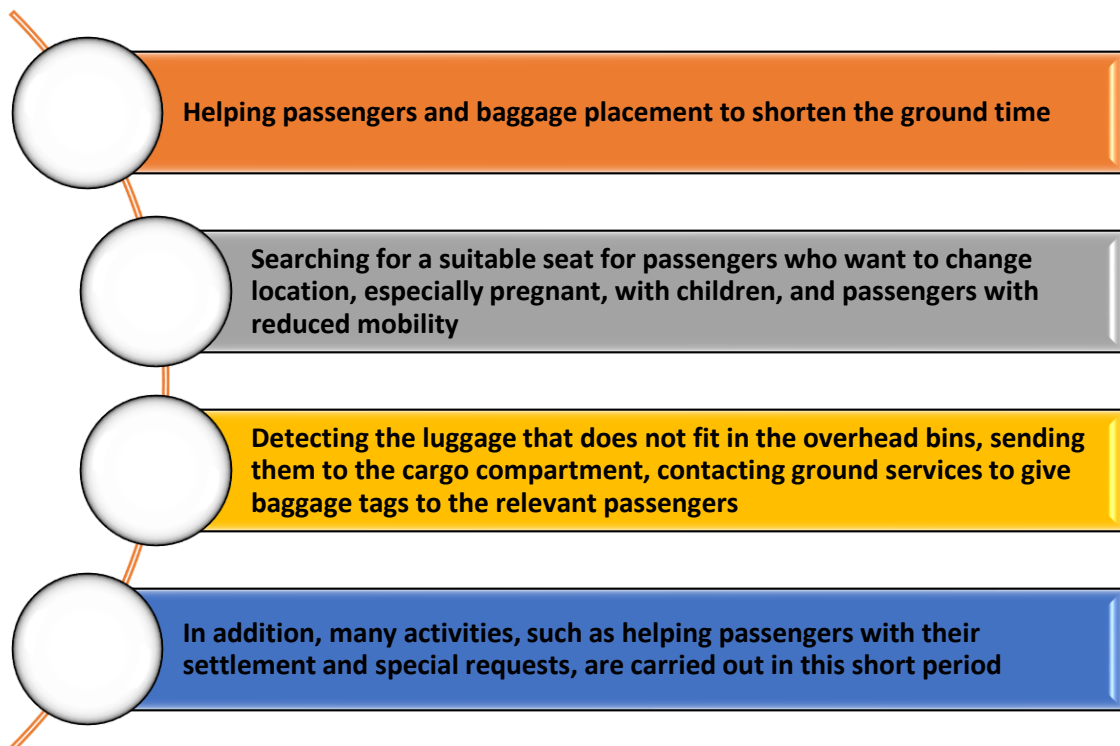 Helping passengers and baggage placement to shorten the ground time
Searching for a suitable seat for passengers who want to change
location, especially pregnant, with children, and passengers with
reduced mobility
Detecting the luggage that does not fit in the overhead bins, sending
them to the cargo compartment, contacting ground services to give
baggage tags to the relevant passengers
In addition, many activities, such as helping passengers with their
settlement and special requests, are carried out in this short period